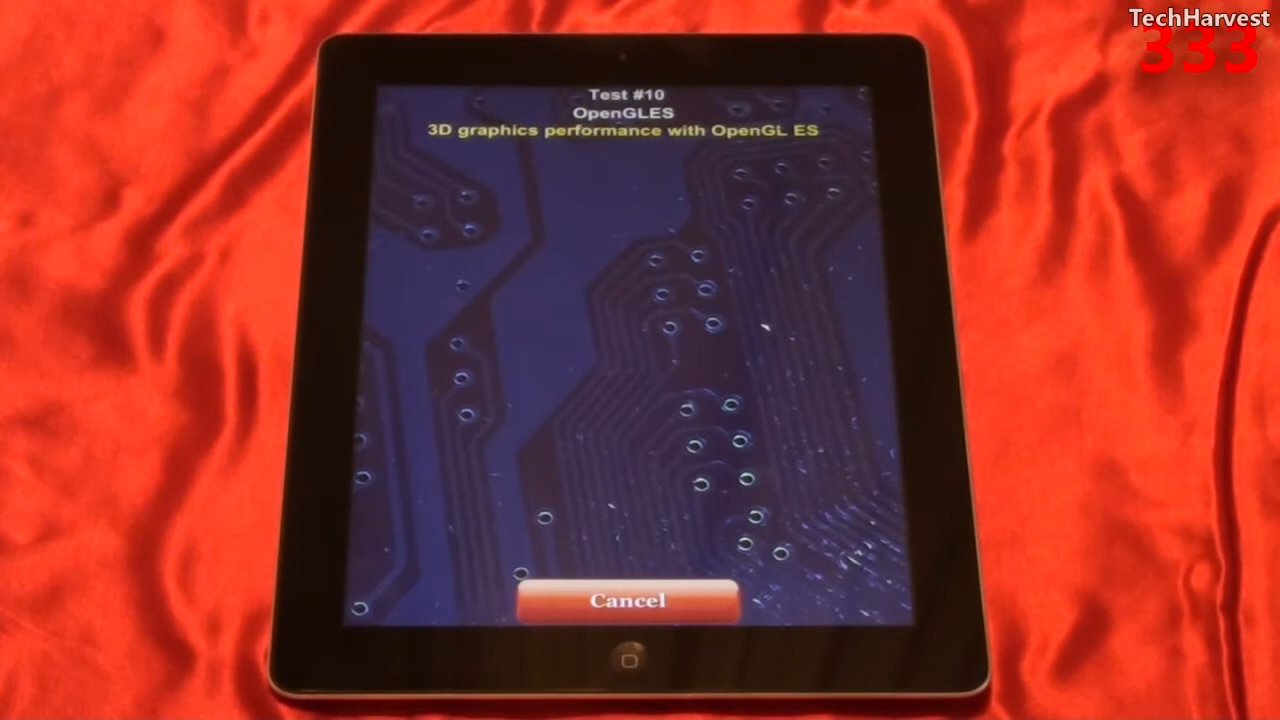 TechHarvest
333
Test #10
OpenGLES
3D graphics performance with OpenGL ES
Cancel